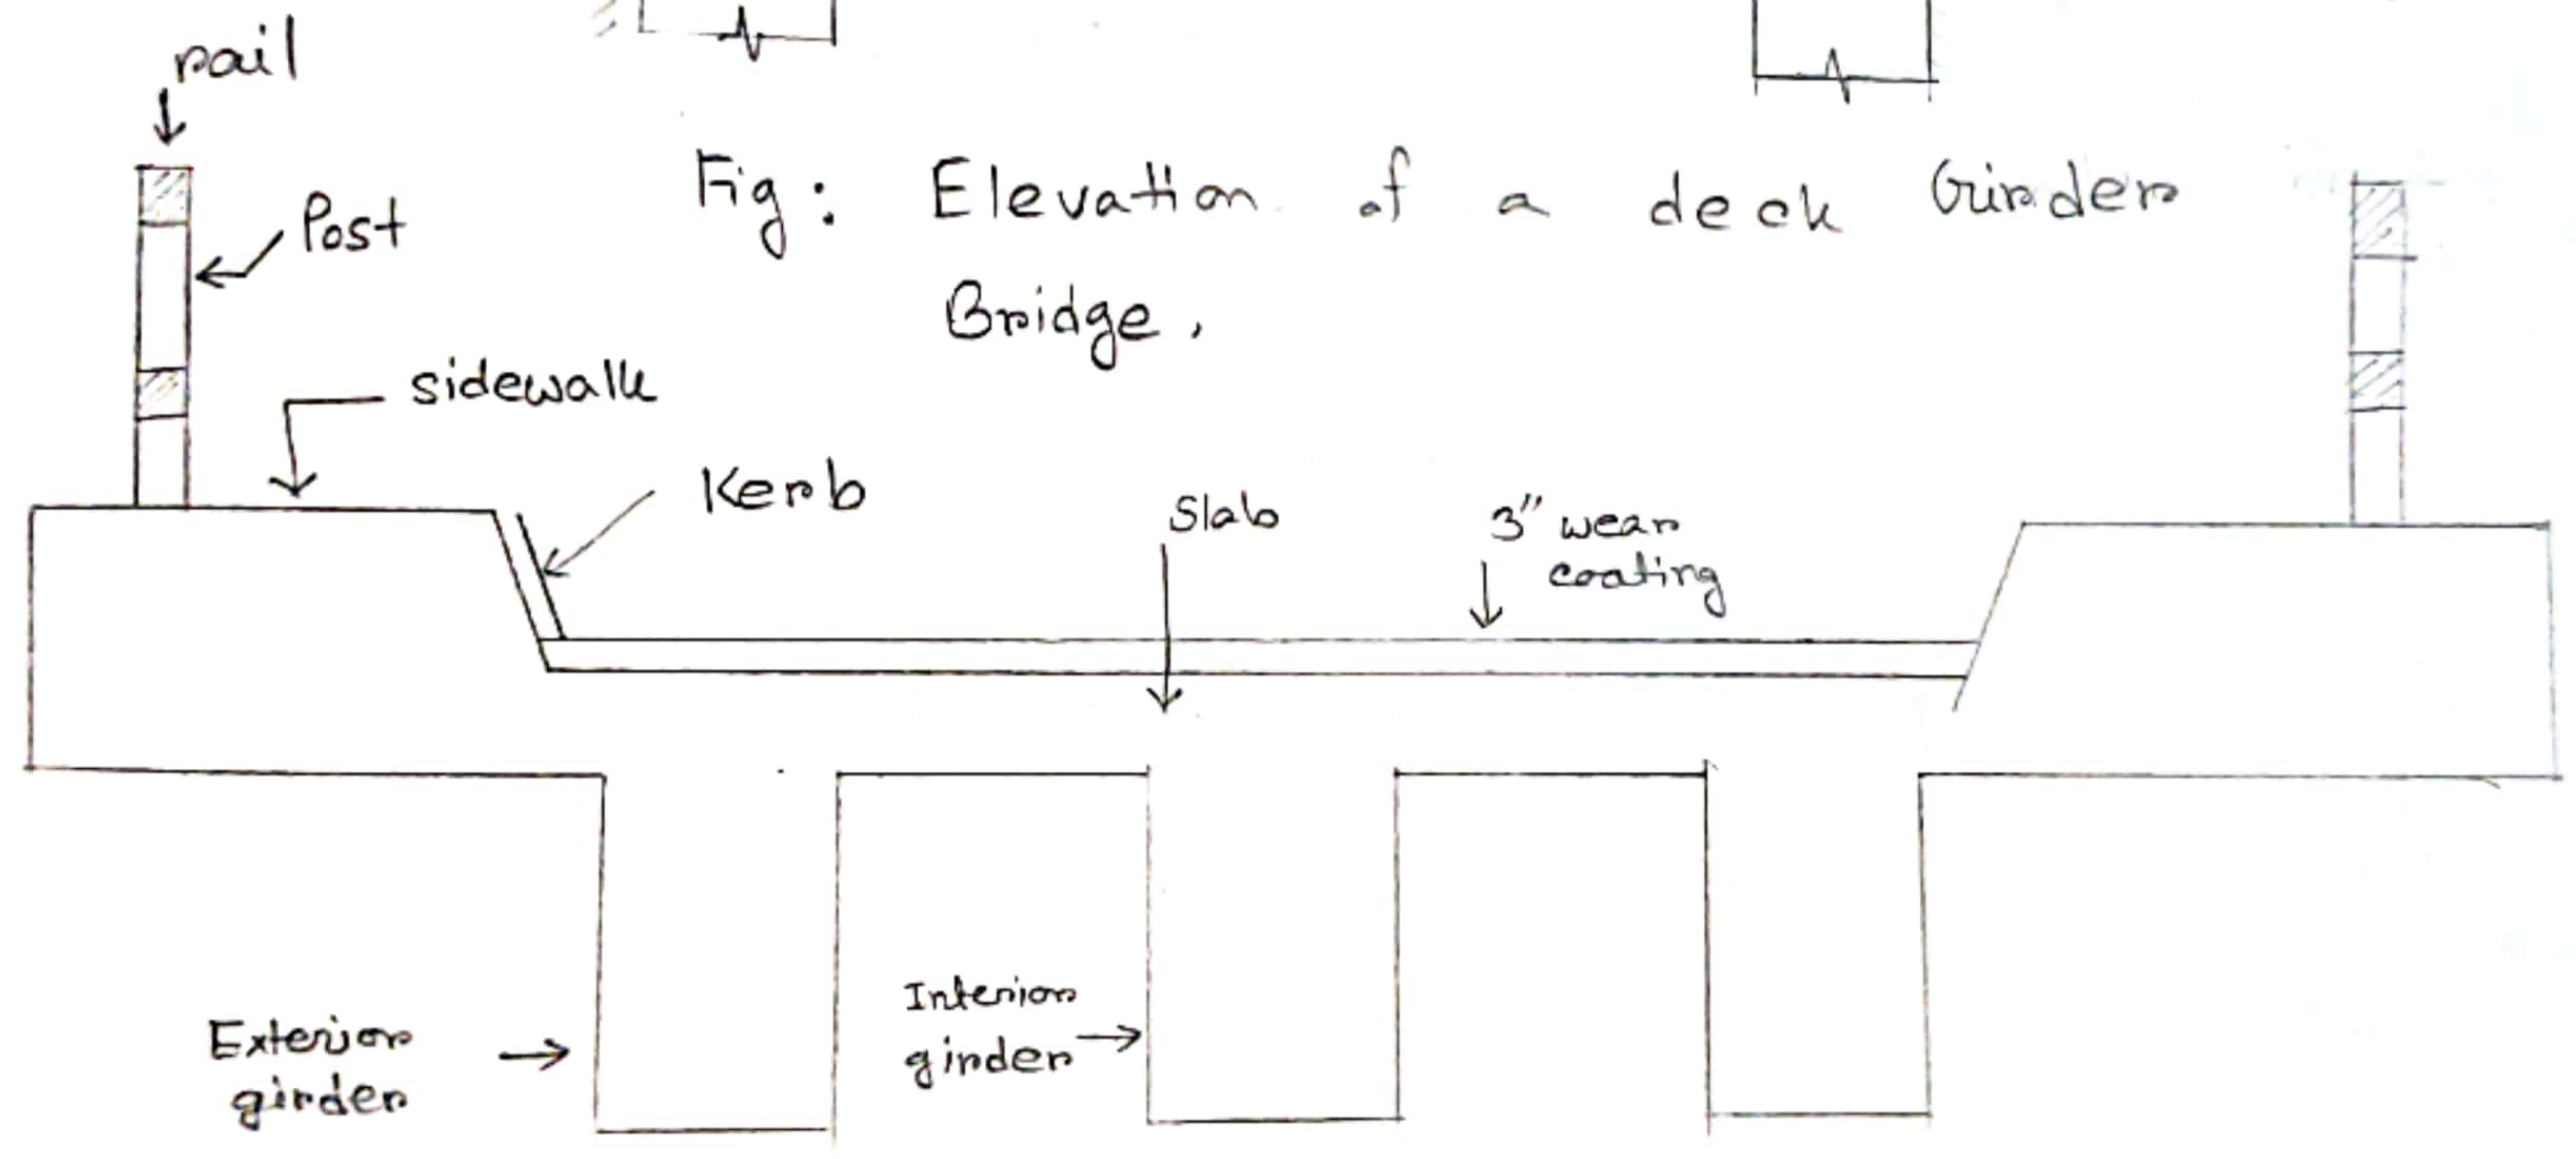 rail
Fig: Elevation of a deck Girder
Bridge.
Post
sidewalk
Kerb
Slab
3" wear
coating
Interior
girder
Exterior
girder